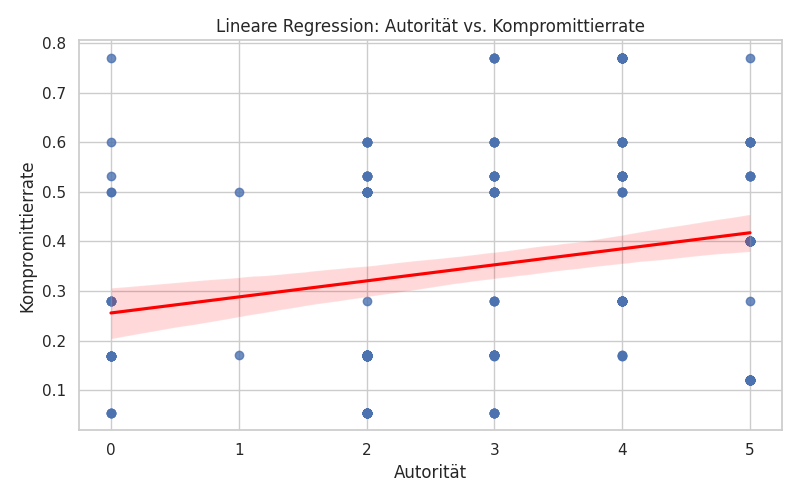 Lineare Regression: Autorität vs. Kompromittierrate
0.8
0.7
0.6
0.5
0.4
0.3
0.2
0.1
Kompromittierrate
0 1 2 3 4 5
Autorität